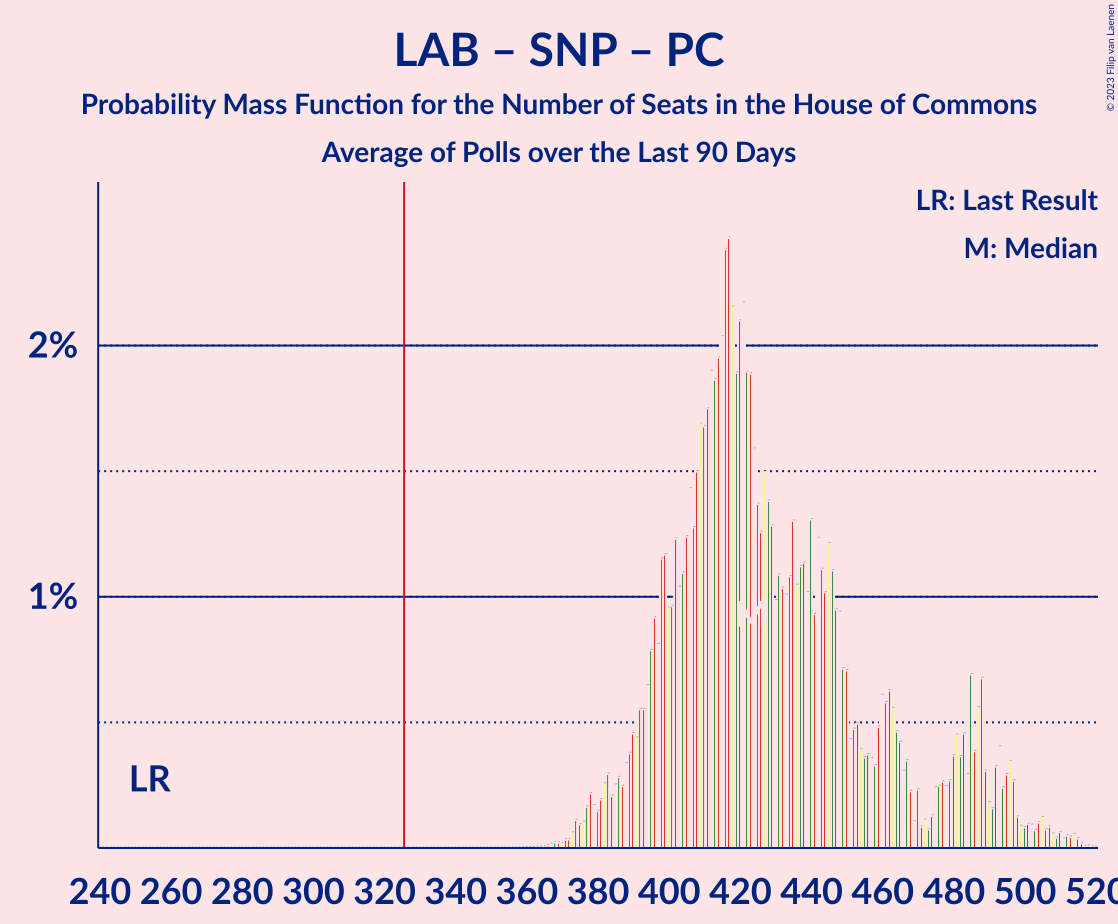 LAB – SNP – PC
Probability Mass Function for the Number of Seats in the House of Commons
Average of Polls over the Last 90 Days
© 2023 Filip van Laenen
LR: Last Result
M: Median
2%
1%
LR
M
240 260 280 300 320 340 360 380 400 420 440 460 480 500 520